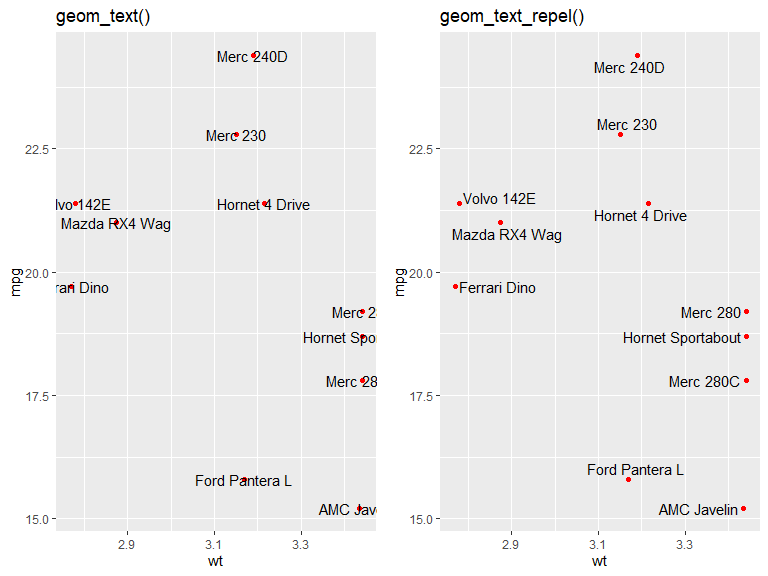 geom_text()
geom_text_repel()
Merc 240D
Merc 230
22.5
lvo 142E
Hornet 4 Drive
Mazda RX4 Wag
20.0
rari Dino
Merc 28
Hornet Spor
17.5
Merc 280
Ford Pantera L
15.0
AMC Jave
mpg
2.9
3.1
3.3
wt
Merc 240D
Merc 230
22.5
Volvo 142E
Hornet 4 Drive
Mazda RX4 Wag
20.0
Ferrari Dino
Merc 280
Hornet Sportabout
17.5
Merc 280C
Ford Pantera L
15.0
AMC Javelin
mpg
2.9
3.1
3.3
wt